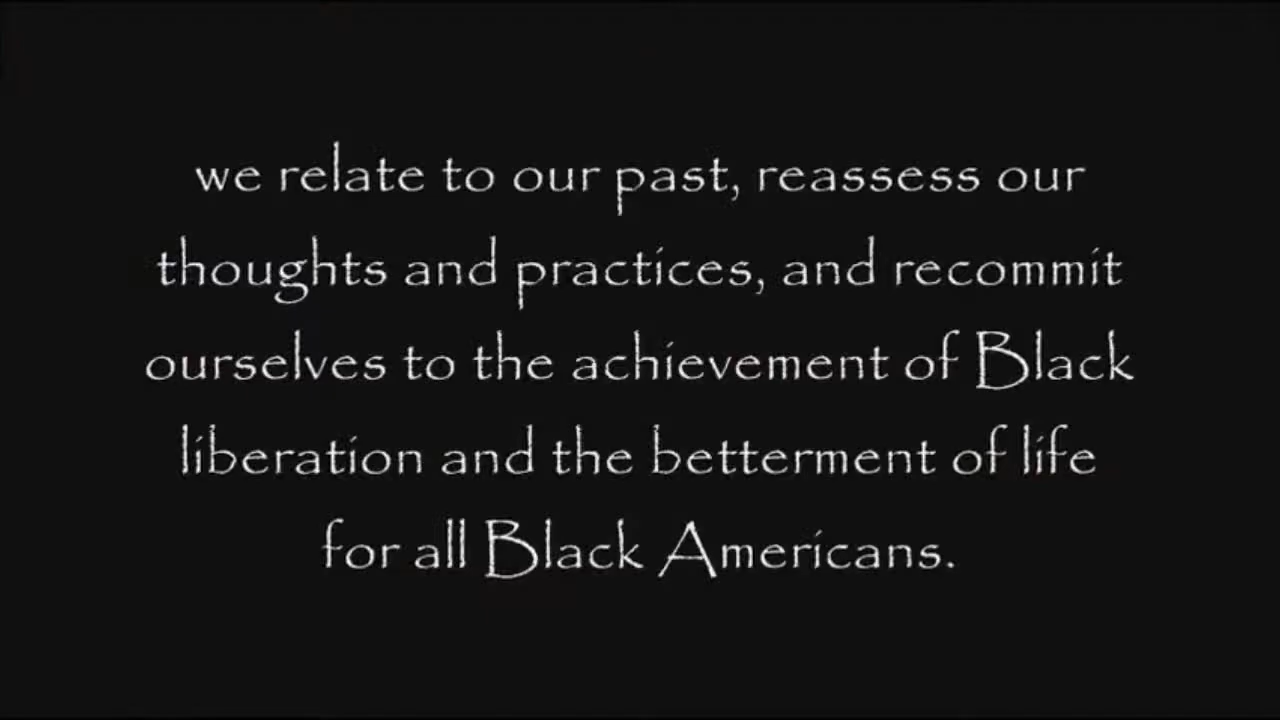 we relate to our past, reassess our
thoughts and practices, and recommit
ourselves to the achievement of Black
liberation and the betterment of life
for all Black Americans.